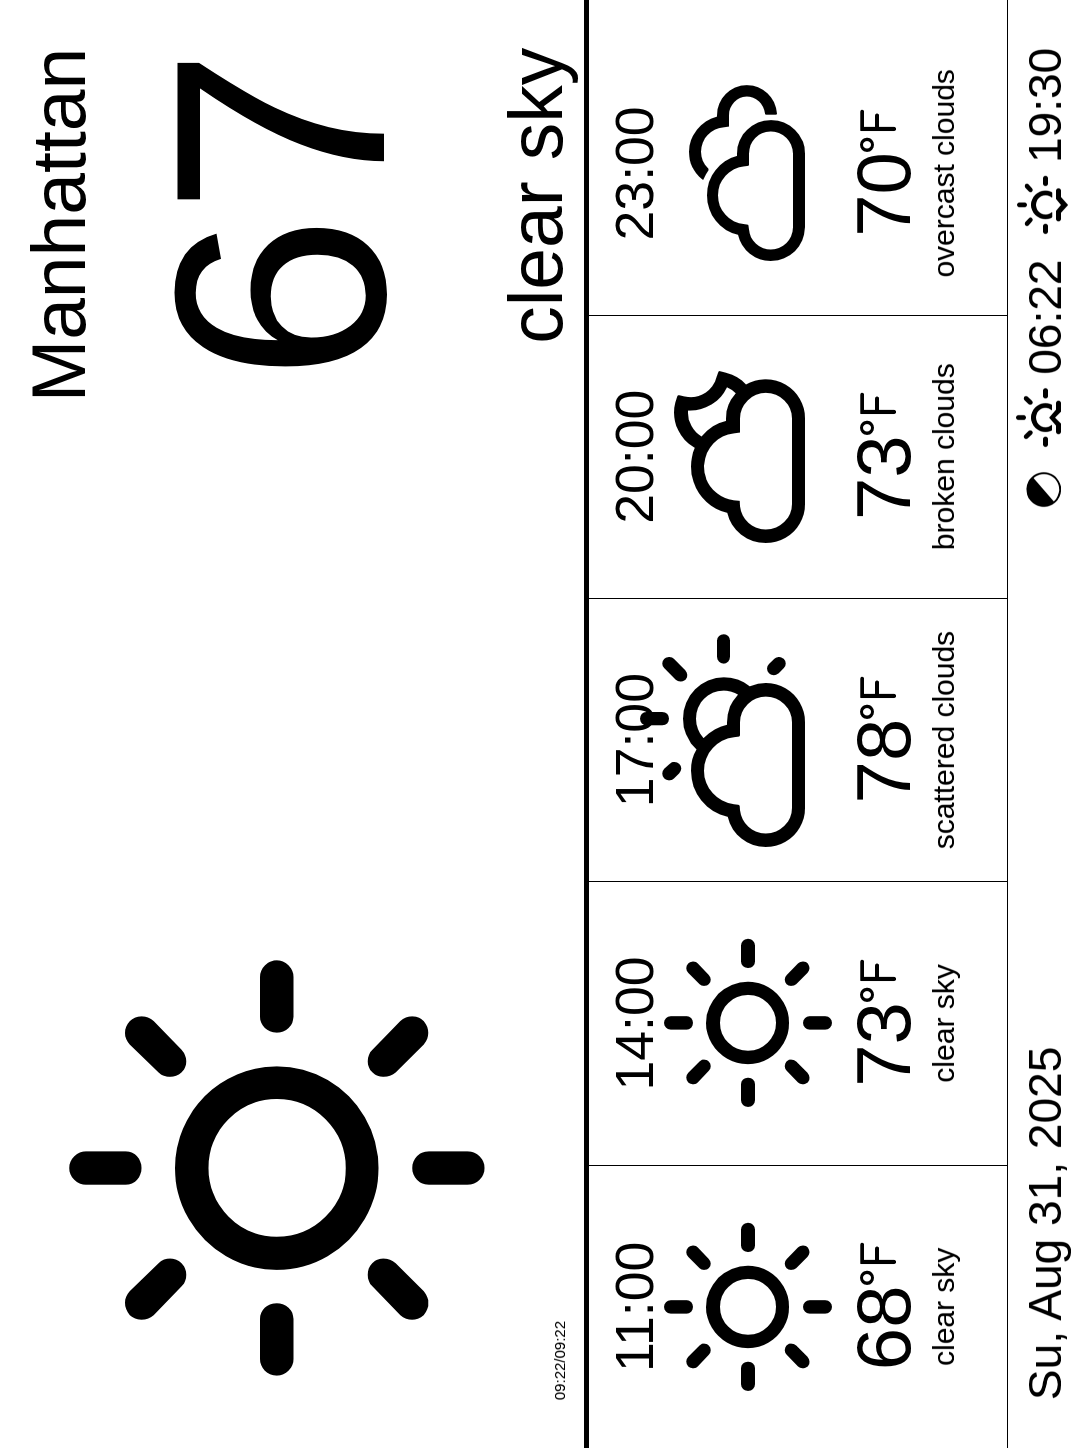 Manhattan
67
clear sky
09:22/09:22
11:00
68°F
clear sky
14:00
73°F
clear sky
17:00
78°F
scattered clouds
20:00
73°F
broken clouds
23:00
70°F
overcast clouds
Su, Aug 31, 2025
06:22
19:30